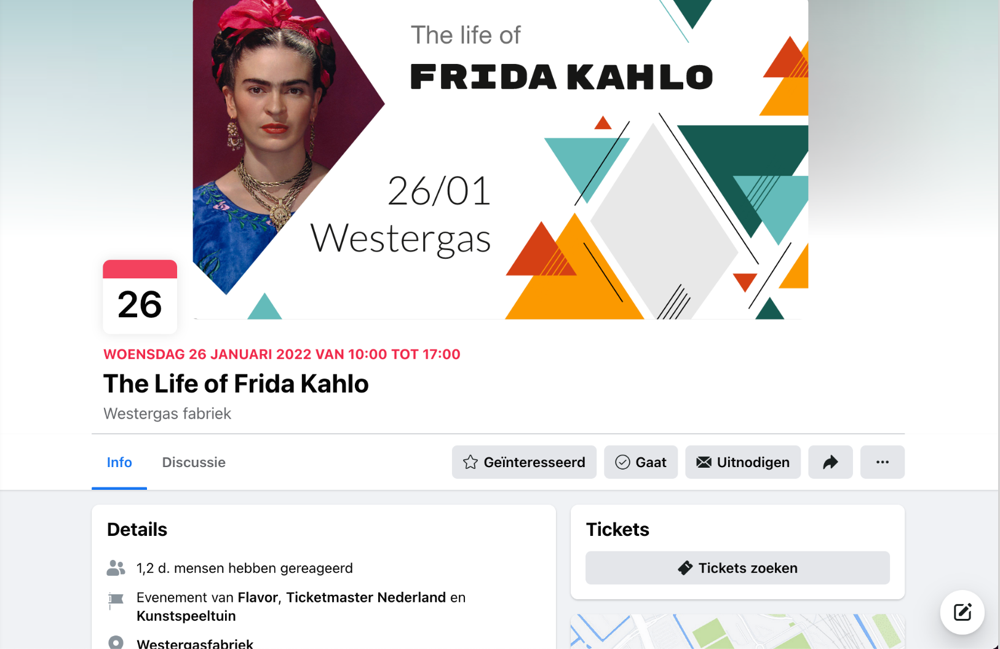 The life of
FRIDA KAHLO
26/01
Westergas
26
WOENSDAG 26 JANUARI 2022 VAN 10:00 TOT 17:00
The Life of Frida Kahlo
Westergas fabriek
Info
Discussie
Geïnteresseerd
Gaat
Uitnodigen
Details
1,2 d. mensen hebben gereageerd
Evenement van Flavor, Ticketmaster Nederland en
Kunstspeeltuin
Westergasfabriek
Tickets
Tickets zoeken